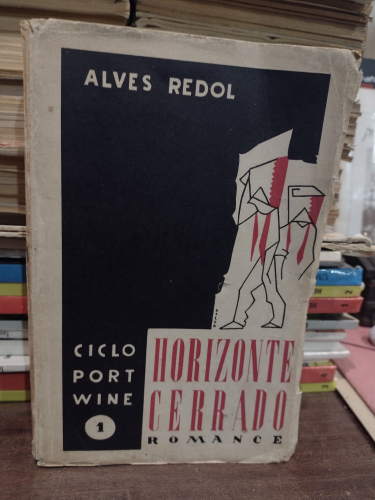 ALVES REDOL
CICLO
PORT
WINE
1
HORIZONTE
CERRADO
ROMANCE